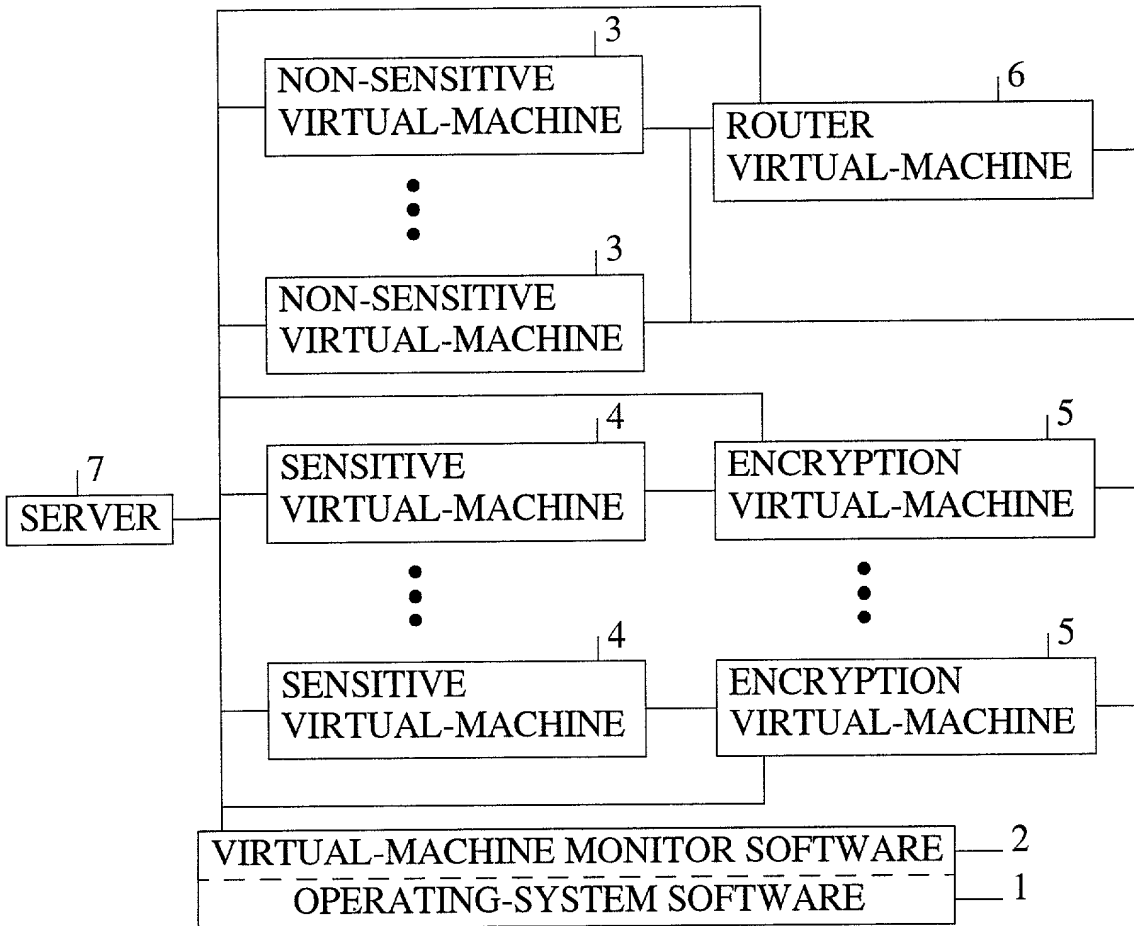 3
NON-SENSITIVE
VIRTUAL-MACHINE
6
ROUTER
VIRTUAL-MACHINE
3
NON-SENSITIVE
VIRTUAL-MACHINE
4
SENSITIVE
VIRTUAL-MACHINE
5
ENCRYPTION
VIRTUAL-MACHINE
7
SERVER
4
SENSITIVE
VIRTUAL-MACHINE
5
ENCRYPTION
VIRTUAL-MACHINE
VIRTUAL-MACHINE MONITOR SOFTWARE
2
OPERATING-SYSTEM SOFTWARE
1